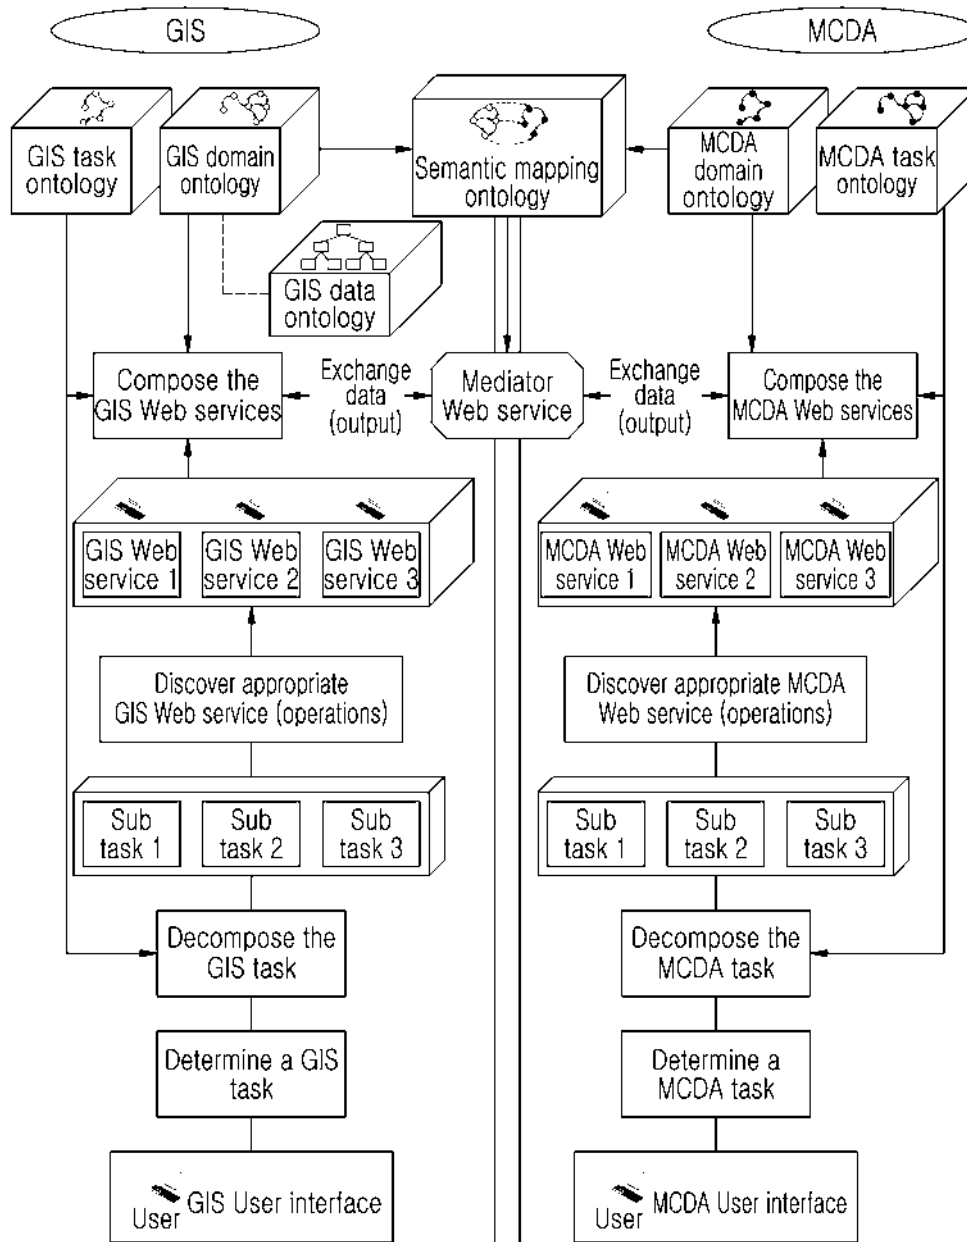 GIS
MCDA
GIS task
ontology
GIS domain
ontology
Semantic mapping
ontology
MCDA
domain
ontology
MCDA task
ontology
GIS data
ontology
Compose the
GIS Web services
Exchange
data
(output)
Mediator
Web service
Exchange
data
(output)
Compose the
MCDA Web services
GIS Web
service 1
GIS Web
service 2
GIS Web
service 3
MCDA Web
service 1
MCDA Web
service 2
MCDA Web
service 3
Discover appropriate
GIS Web service (operations)
Discover appropriate MCDA
Web service (operations)
Sub
task 1
Sub
task 2
Sub
task 3
Sub
task 1
Sub
task 2
Sub
task 3
Decompose the
GIS task
Decompose the
MCDA task
Determine a GIS
task
Determine a
MCDA task
GIS User interface
User
MCDA User interface
User